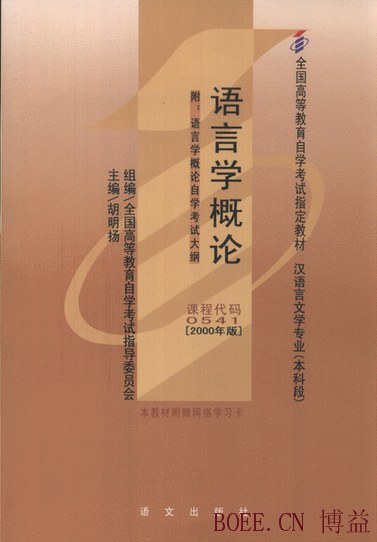 全国高等教育自学考试指定教材 汉语言文学专业(本科段)
语言学概论
附:语言学概论自学考试大纲
课程代码
0541
[2000年版]
组编/全国高等教育自学考试指导委员会
主编/胡明扬
本教材附赠网络学习卡
语文出版社
BOEE.CN 博益